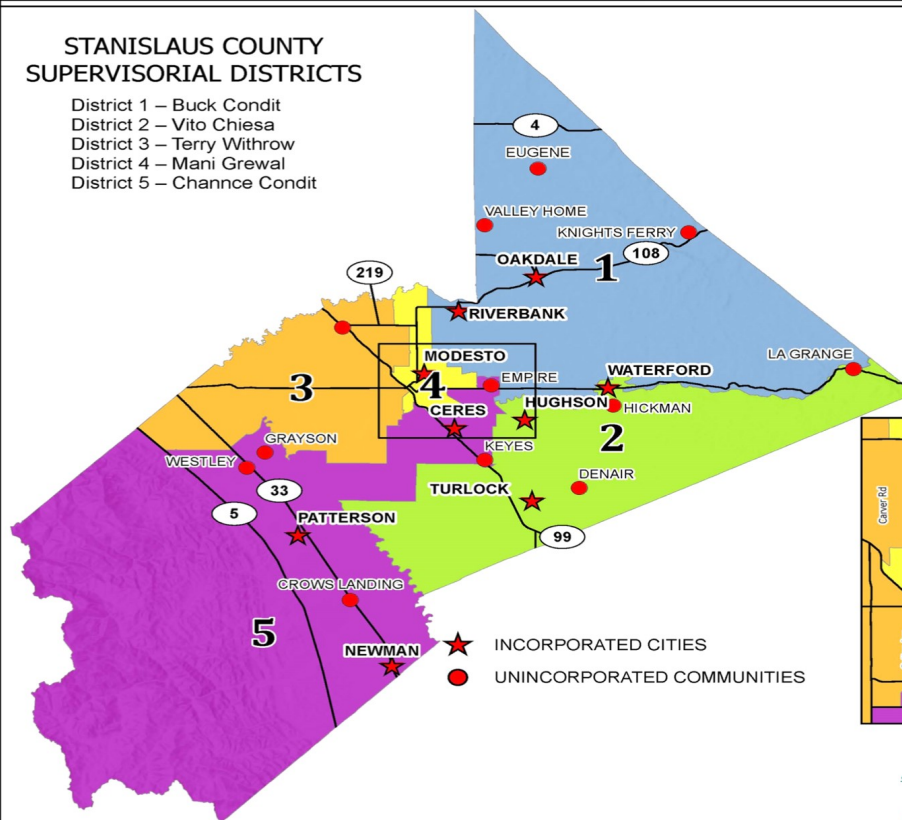 STANISLAUS COUNTY
SUPERVISORIAL DISTRICTS
District 1 – Buck Condit
District 2 – Vito Chiesa
District 3 – Terry Withrow
District 4 – Mani Grewal
District 5 – Channce Condit
4
EUGENE
VALLEY HOME
KNIGHTS FERRY
108
OAKDALE
1
219
RIVERBANK
MODESTO
LA GRANGE
WATERFORD
EMPIRE
3
4
HUGHSON
HICKMAN
CERES
2
GRAYSON
KEYES
WESTLEY
DENAIR
33
TURLOCK
5
PATTERSON
99
Carver Rd
CROWS LANDING
5
NEWMAN
INCORPORATED CITIES
UNINCORPORATED COMMUNITIES